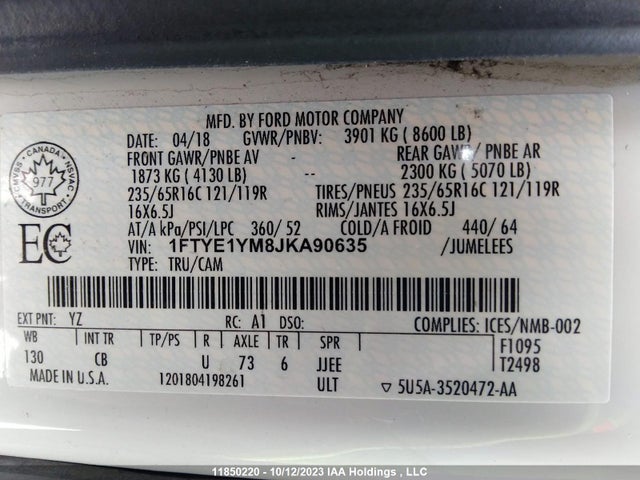 MFD. BY FORD MOTOR COMPANY
DATE: 04/18 GVWR/PNBV: 3901 KG ( 8600 LB)
FRONT GAWR/PNBE AV - REAR GAWR/ PNBE AR
1873 KG ( 4130 LB) 2300 KG ( 5070 LB)
235/65R16C 121/119R TIRES/PNEUS 235/65R16C 121/119R
16X6.5J RIMS/JANTES 16X6.5J
AT/A kPa/PSI/LPC 360/ 52 COLD/A FROID 440/ 64
VIN: 1FTYE1YM8JKA90635 /JUMELEES
TYPE: TRU/CAM
CMVSS · CANADA · NSVAC
977
TRANSPORT
EC
EXT PNT: YZ RC: A1 DSO: COMPLIES: ICES/NMB-002
WB INT TR TP/PS R AXLE TR SPR F1095
130 CB U 73 6 JJEE T2498
MADE IN U.S.A. 1201804198261 ULT ▽ 5U5A-3520472-AA
11850220 - 10/12/2023 IAA Holdings , LLC